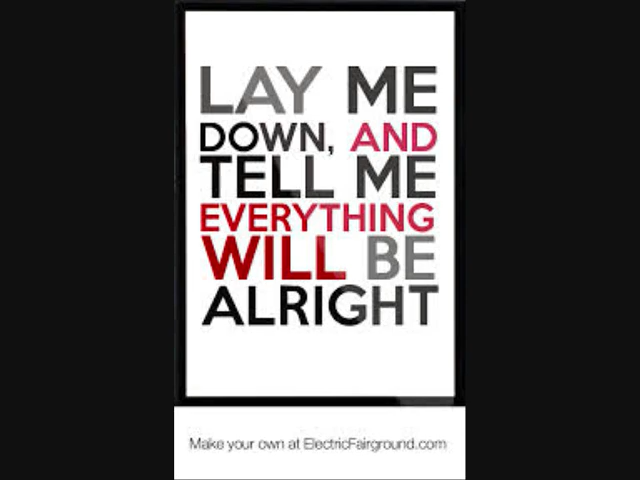 LAY ME
DOWN, AND
TELL ME
EVERYTHING
WILL BE
ALRIGHT
Make your own at ElectricFairground.com